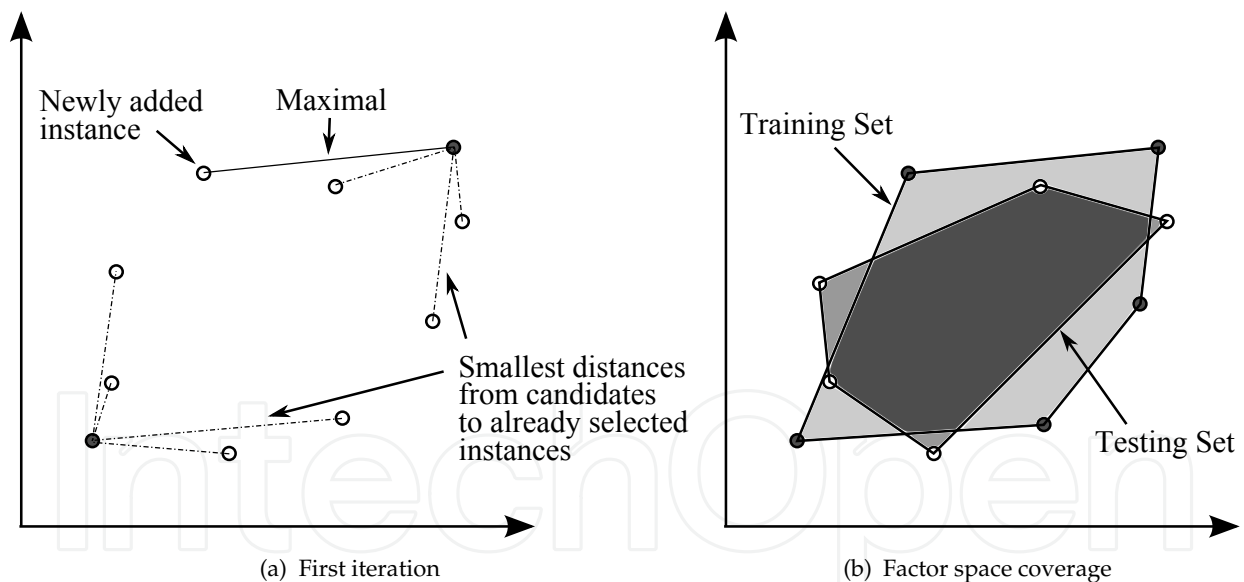 Newly added
instance
Maximal
Smallest distances
from candidates
to already selected
instances
(a) First iteration
Training Set
Testing Set
(b) Factor space coverage
IntechOpen